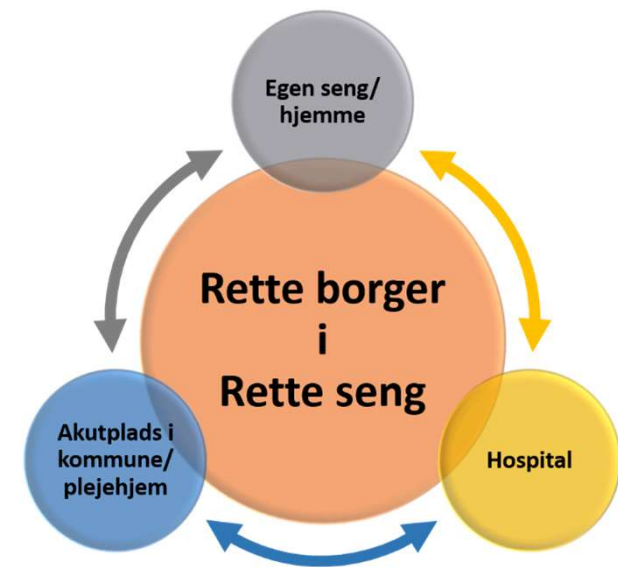 Egen seng/
hjemme
Rette borger
i
Rette seng
Akutplads i
kommune/
plejehjem
Hospital